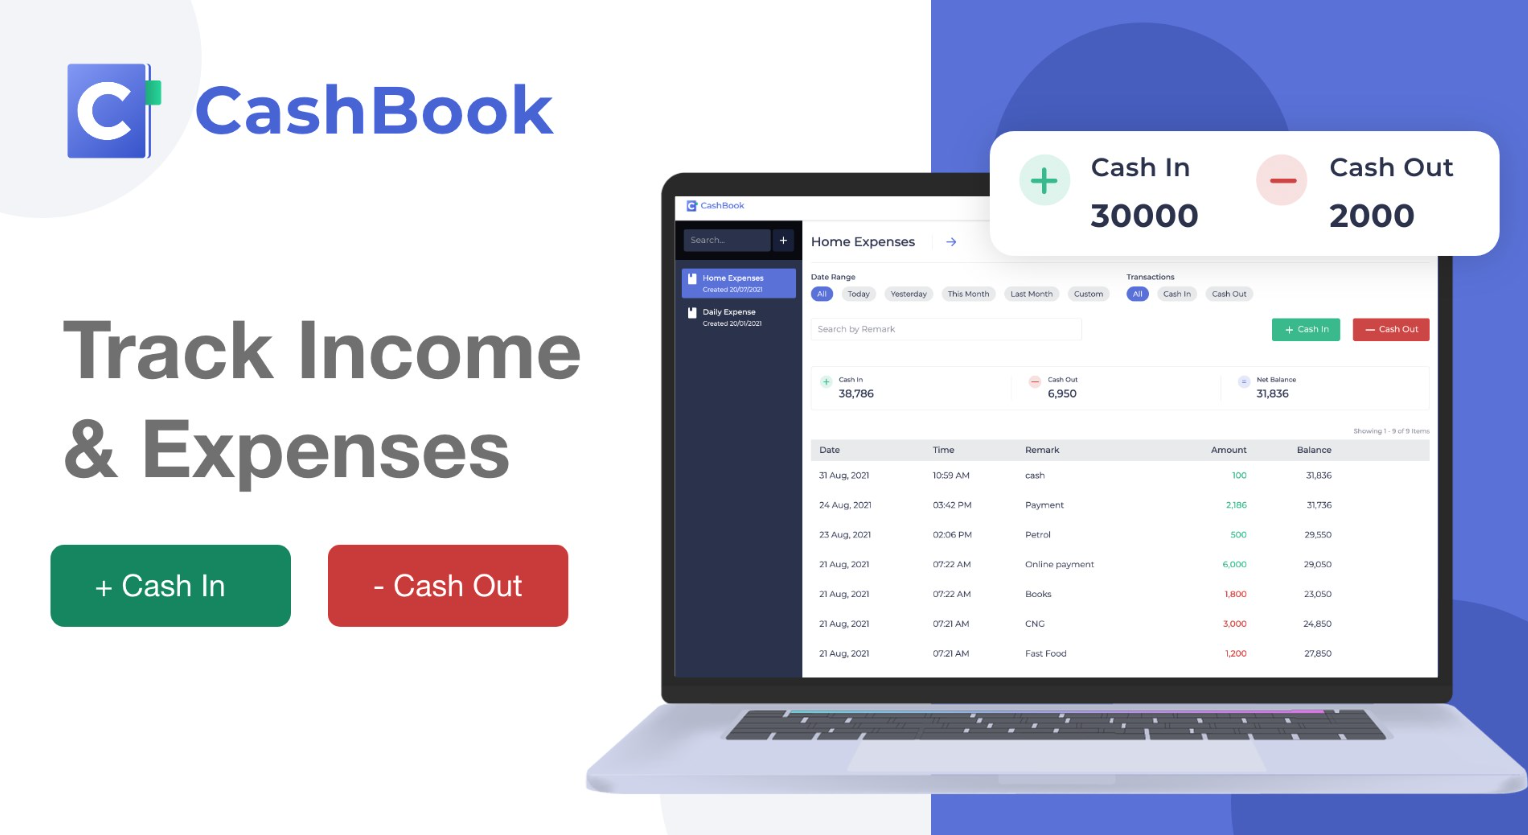 CashBook
Track Income
& Expenses
+ Cash In
- Cash Out
Cash In
30000
Cash Out
2000
CashBook
Search...
+
Home Expenses
Created 20/07/2021
Daily Expense
Created 20/01/2021
Home Expenses →
Date Range
All Today Yesterday This Month Last Month Custom
Transactions
All Cash In Cash Out
Search by Remark
+ Cash In
— Cash Out
Cash In
38,786
Cash Out
6,950
Net Balance
31,836
Showing 1 - 9 of 9 Items
Date Time Remark Amount Balance
31 Aug, 2021 10:59 AM cash 100 31,836
24 Aug, 2021 03:42 PM Payment 2,186 31,736
23 Aug, 2021 02:06 PM Petrol 500 29,550
21 Aug, 2021 07:22 AM Online payment 6,000 29,050
21 Aug, 2021 07:22 AM Books 1,800 23,050
21 Aug, 2021 07:21 AM CNG 3,000 24,850
21 Aug, 2021 07:21 AM Fast Food 1,200 27,850